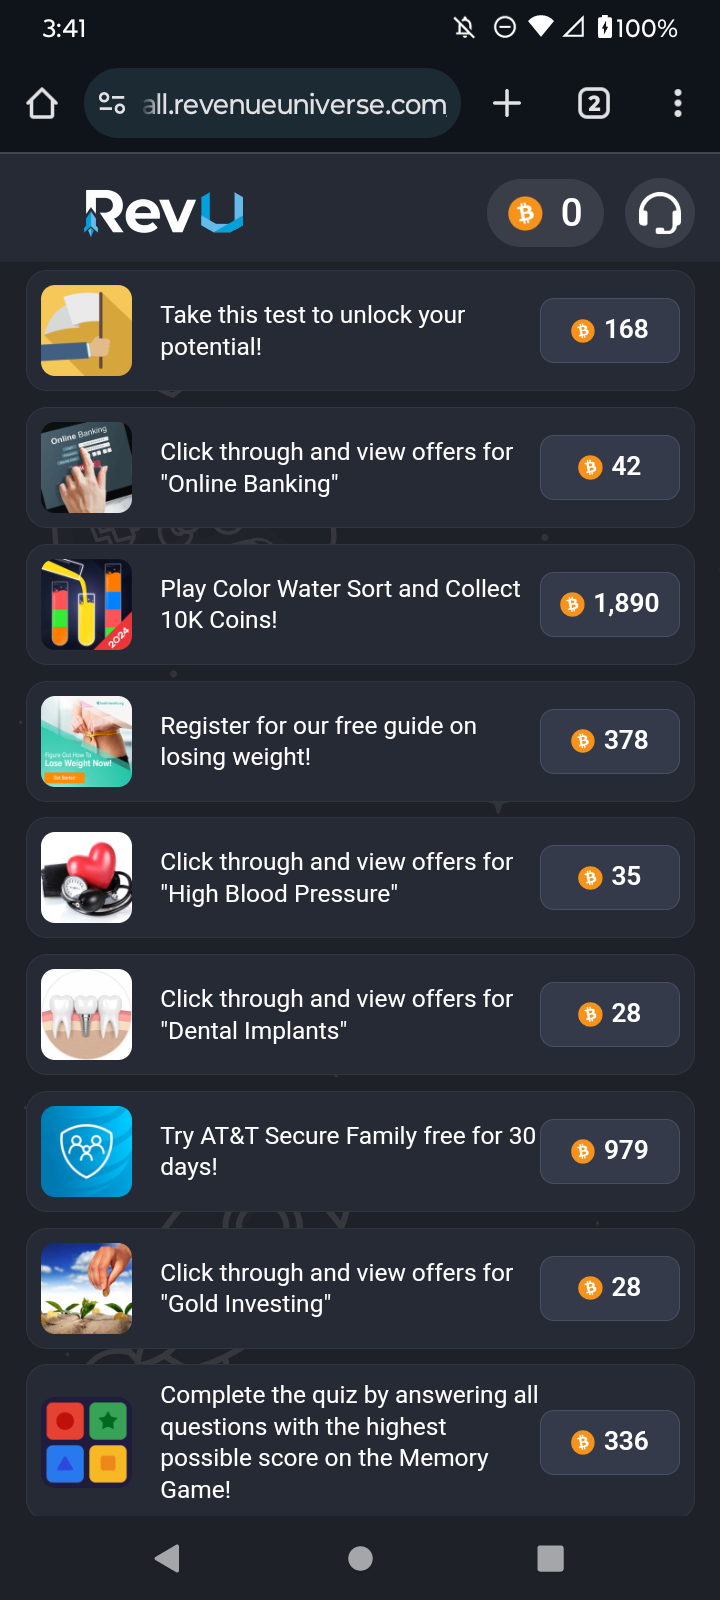 3:41
100%
all.revenueuniverse.com
2
RevU
0
Take this test to unlock your
potential!
168
Online Banking
Click through and view offers for
"Online Banking"
42
2024
Play Color Water Sort and Collect
10K Coins!
1,890
Figure Out How To
Lose Weight Now!
Get Started
Register for our free guide on
losing weight!
378
Click through and view offers for
"High Blood Pressure"
35
Click through and view offers for
"Dental Implants"
28
Try AT&T Secure Family free for 30
days!
979
Click through and view offers for
"Gold Investing"
28
Complete the quiz by answering all
questions with the highest
possible score on the Memory
Game!
336